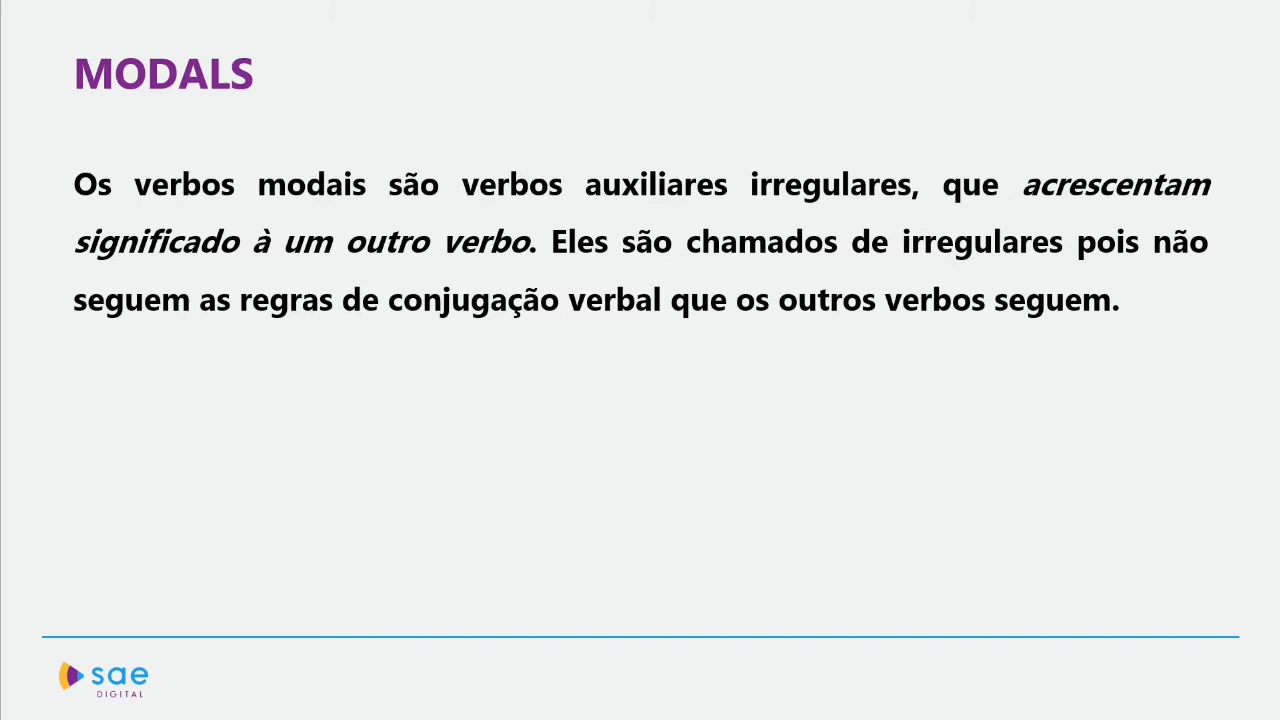 MODALS
Os verbos modais são verbos auxiliares irregulares, que acrescentam
significado à um outro verbo. Eles são chamados de irregulares pois não
seguem as regras de conjugação verbal que os outros verbos seguem.
sae
DIGITAL